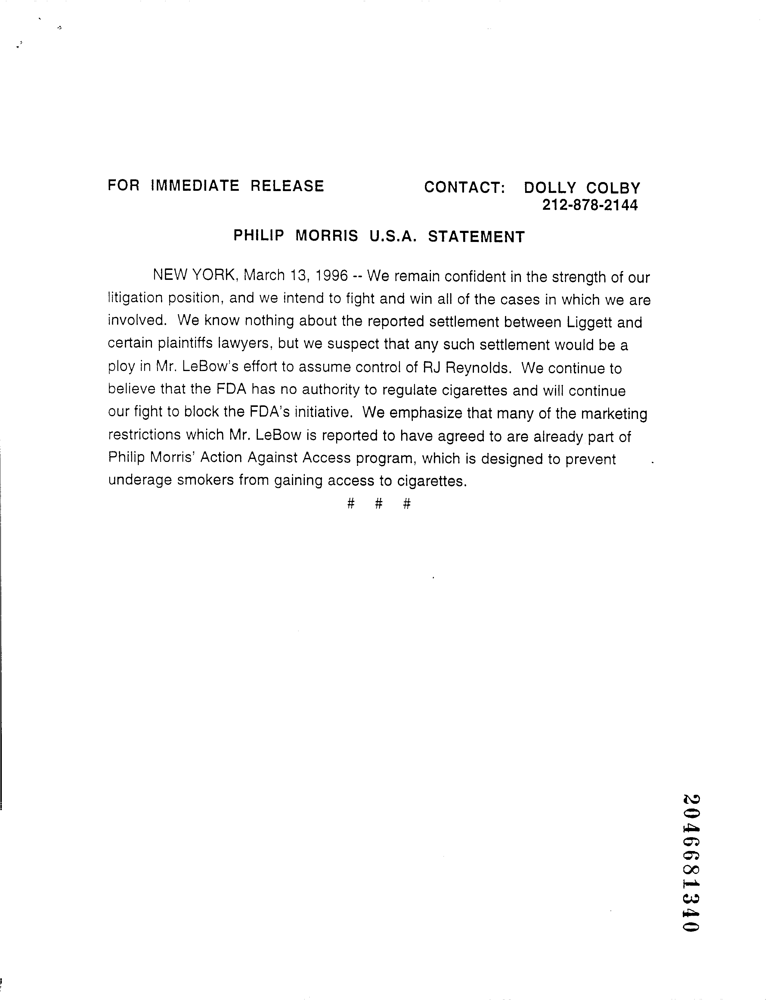 FOR IMMEDIATE RELEASE CONTACT: DOLLY COLBY
212-878-2144
PHILIP MORRIS U.S.A. STATEMENT
NEW YORK, March 13, 1996 -- We remain confident in the strength of our
litigation position, and we intend to fight and win all of the cases in which we are
involved. We know nothing about the reported settlement between Liggett and
certain plaintiffs lawyers, but we suspect that any such settlement would be a
ploy in Mr. LeBow's effort to assume control of RJ Reynolds. We continue to
believe that the FDA has no authority to regulate cigarettes and will continue
our fight to block the FDA's initiative. We emphasize that many of the marketing
restrictions which Mr. LeBow is reported to have agreed to are already part of
Philip Morris' Action Against Access program, which is designed to prevent
underage smokers from gaining access to cigarettes.
# # #
2046681340